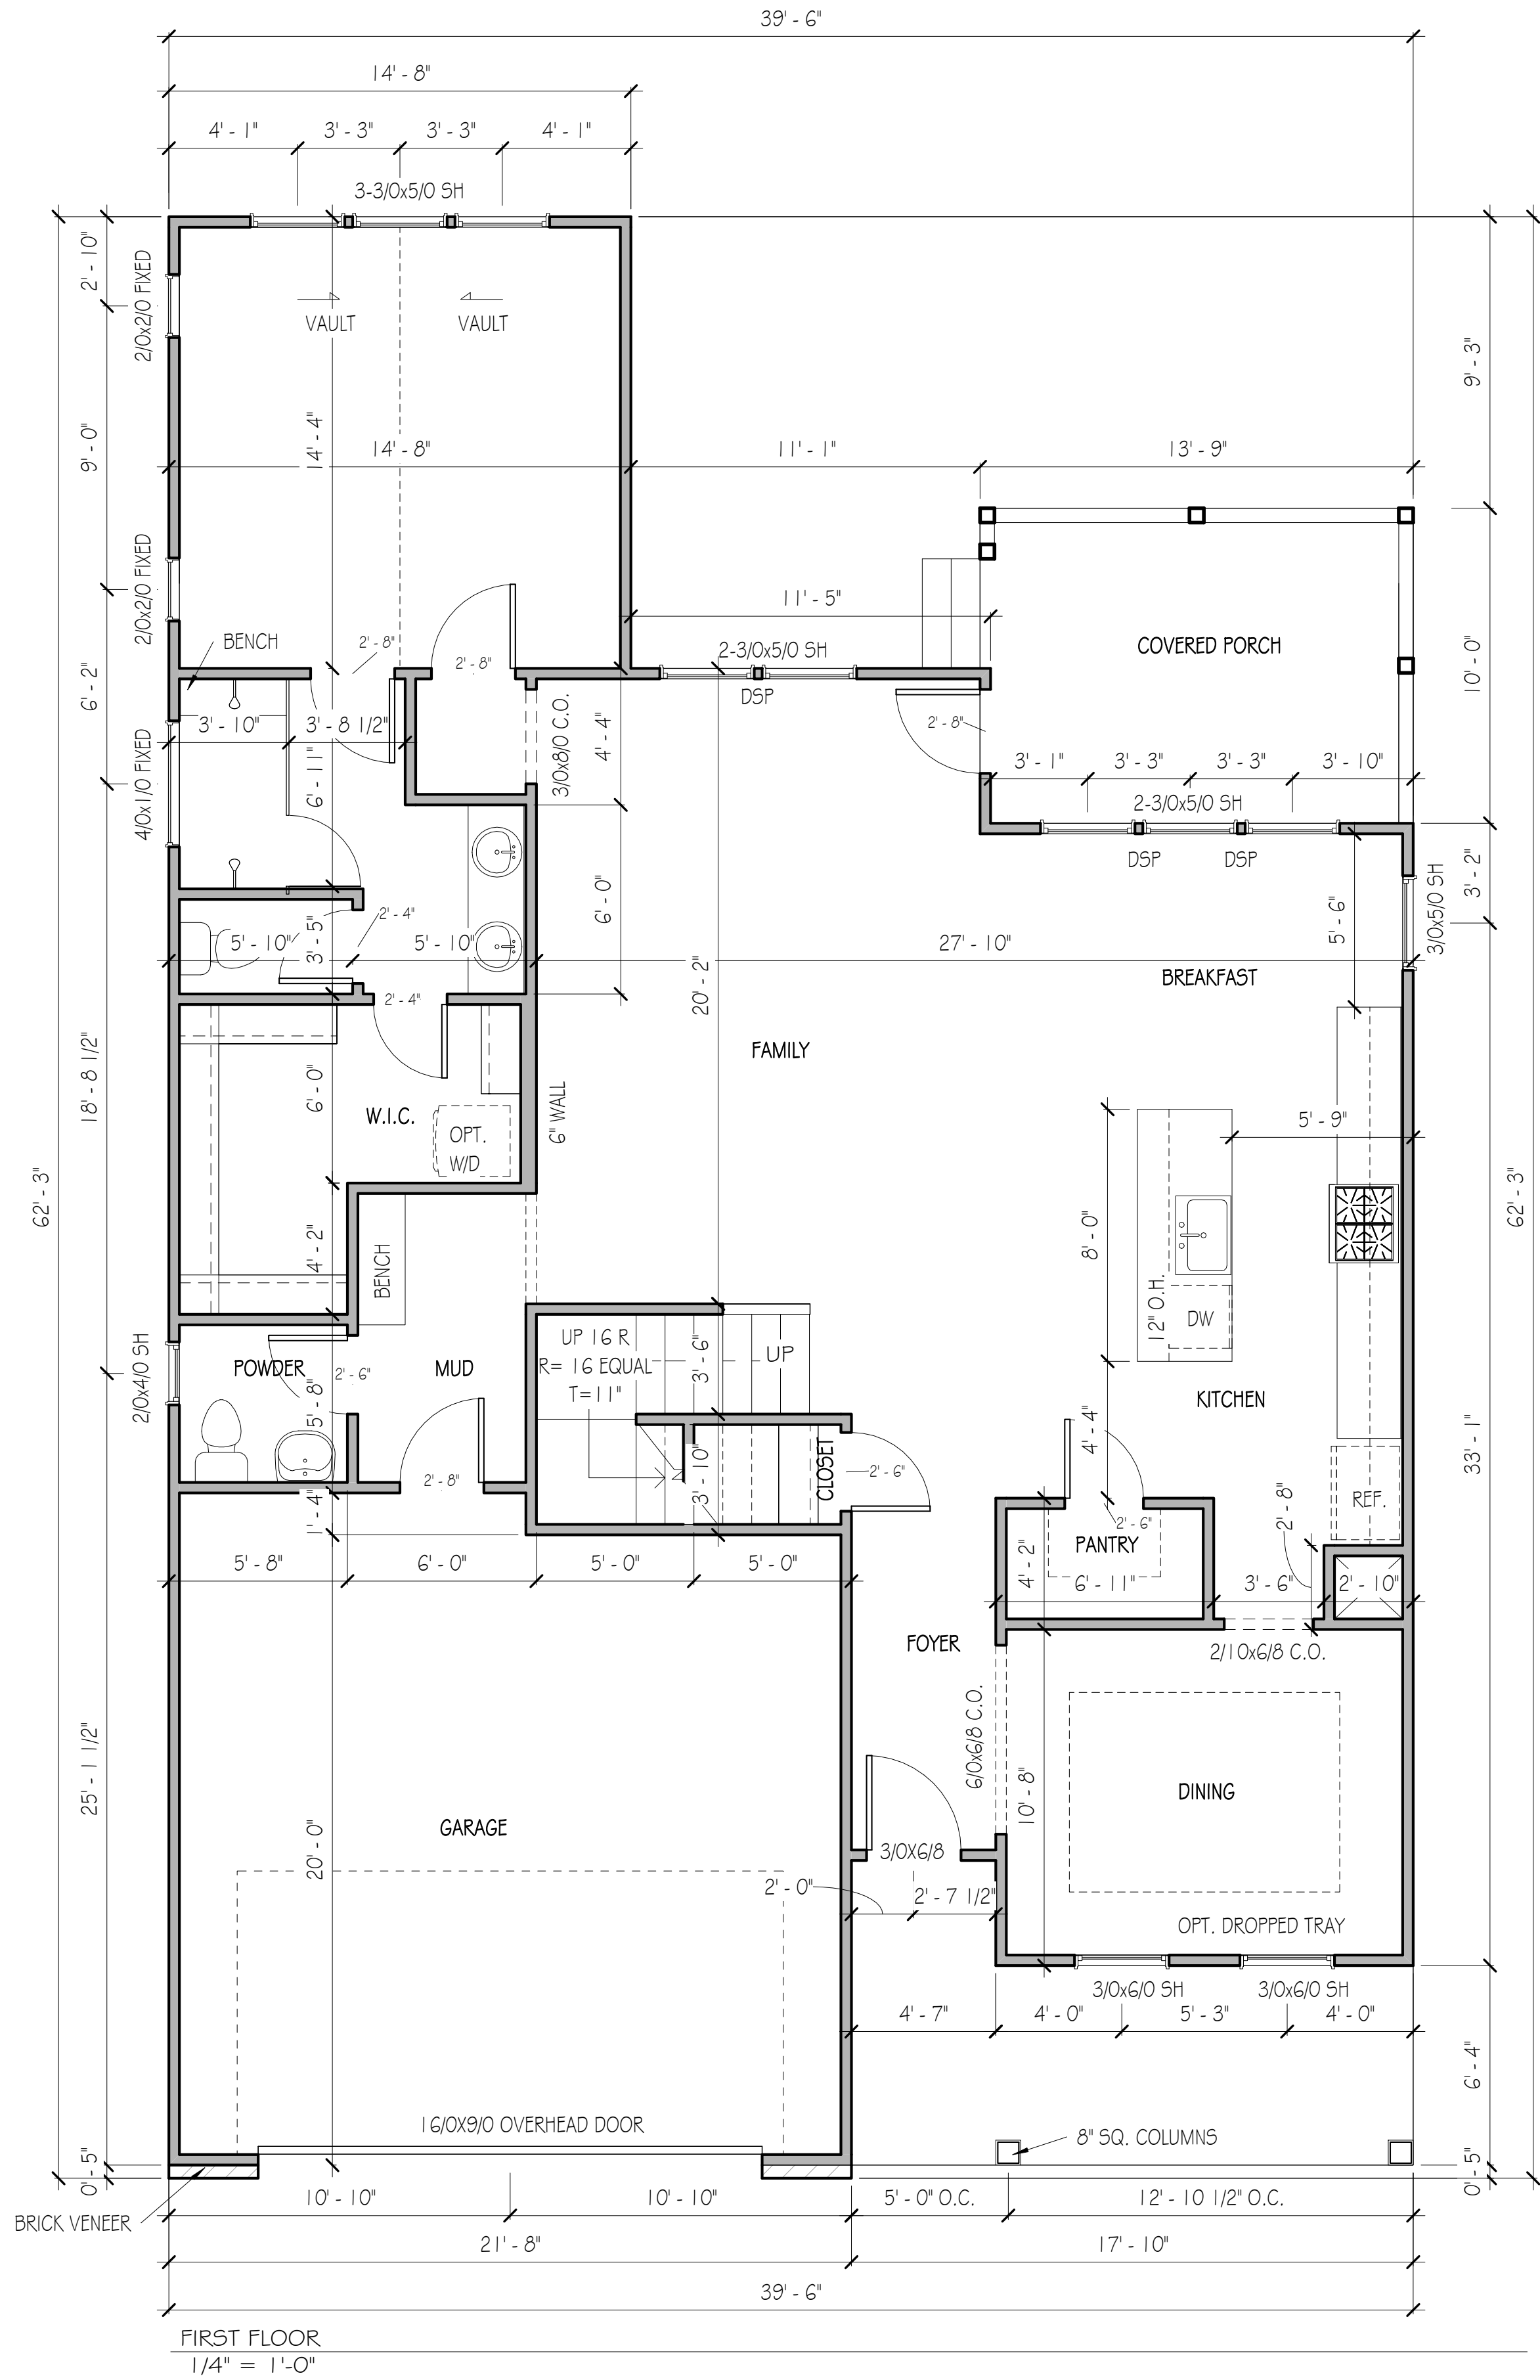 39' - 6"
14' - 8"
4' - 1" 3' - 3" 3' - 3" 4' - 1"
3-3/0x5/0 SH
2' - 10"
2/0x2/0 FIXED
VAULT VAULT
9' - 3"
9' - 0"
14' - 4"
14' - 8" 11' - 1" 13' - 9"
2/0x2/0 FIXED
11' - 5"
BENCH
2' - 8"
2' - 8"
2-3/0x5/0 SH
COVERED PORCH
10' - 0"
6' - 2"
DSP
3' - 10" 3' - 8 1/2"
3/0x8/0 C.O.
4' - 4"
2' - 8"
6' - 11"
4/0x1/0 FIXED
3' - 1" 3' - 3" 3' - 3" 3' - 10"
2-3/0x5/0 SH
DSP DSP
3' - 2"
3/0x5/0 SH
5' - 6"
6' - 0"
2' - 4"
5' - 10" 3' - 5" 5' - 10" 27' - 10"
BREAKFAST
20' - 2"
2' - 4"
FAMILY
18' - 8 1/2"
6' - 0"
W.I.C.
6" WALL
OPT.
W/D
5' - 9"
62' - 3"
62' - 3"
8' - 0"
4' - 2"
BENCH
12" O.H.
DW
2/0x4/0 SH
UP 16 R
R= 16 EQUAL
T=11"
3' - 6"
UP
POWDER
2' - 6"
MUD
5' - 8"
KITCHEN
4' - 4"
33' - 1"
2' - 8"
3' - 10"
CLOSET
2' - 6"
REF.
2' - 8"
1' - 4"
2' - 6"
PANTRY
4' - 2"
5' - 8" 6' - 0" 5' - 0" 5' - 0"
6' - 11" 3' - 6" 2' - 10"
FOYER
2/10x6/8 C.O.
6/0x6/8 C.O.
25' - 1 1/2"
10' - 8"
DINING
GARAGE
20' - 0"
3/0X6/8
2' - 0" 2' - 7 1/2"
OPT. DROPPED TRAY
3/0x6/0 SH 3/0x6/0 SH
4' - 7" 4' - 0" 5' - 3" 4' - 0"
6' - 4"
16/0X9/0 OVERHEAD DOOR
8" SQ. COLUMNS
0' - 5"
0' - 5"
10' - 10" 10' - 10" 5' - 0" O.C. 12' - 10 1/2" O.C.
BRICK VENEER
21' - 8" 17' - 10"
39' - 6"
FIRST FLOOR
1/4" = 1'-0"